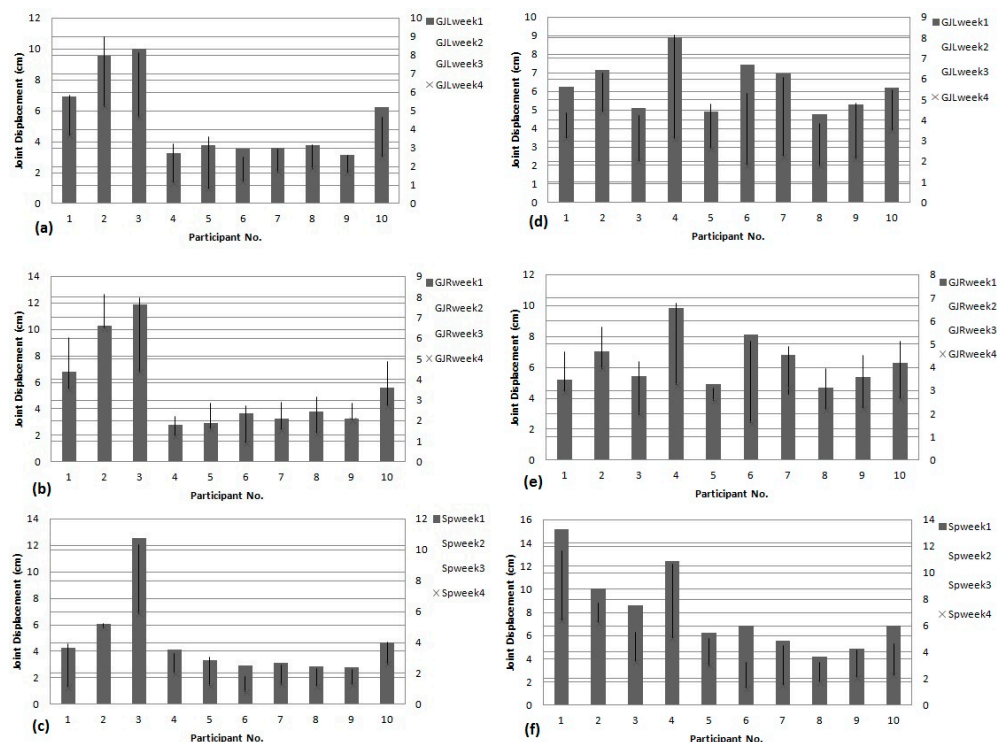 12
10
8
6
4
2
0
10
9
8
7
6
5
4
3
2
1
0
Joint Displacement (cm)
GJLweek1
GJLweek2
GJLweek3
GJLweek4
1 2 3 4 5 6 7 8 9 10
Participant No.
(a)
10
9
8
7
6
5
4
3
2
1
0
9
8
7
6
5
4
3
2
1
0
Joint Displacement (cm)
GJLweek1
GJLweek2
GJLweek3
GJLweek4
1 2 3 4 5 6 7 8 9 10
Participant No.
(d)
14
12
10
8
6
4
2
0
9
8
7
6
5
4
3
2
1
0
Joint Displacement (cm)
GJRweek1
GJRweek2
GJRweek3
GJRweek4
1 2 3 4 5 6 7 8 9 10
Participant No.
(b)
12
10
8
6
4
2
0
8
7
6
5
4
3
2
1
0
Joint Displacement (cm)
GJRweek1
GJRweek2
GJRweek3
GJRweek4
1 2 3 4 5 6 7 8 9 10
Participant No.
(e)
14
12
10
8
6
4
2
0
12
10
8
6
4
2
0
Joint Displacement (cm)
Spweek1
Spweek2
Spweek3
Spweek4
1 2 3 4 5 6 7 8 9 10
Participant No.
(c)
16
14
12
10
8
6
4
2
0
14
12
10
8
6
4
2
0
Joint Displacement (cm)
Spweek1
Spweek2
Spweek3
Spweek4
1 2 3 4 5 6 7 8 9 10
Participant No.
(f)